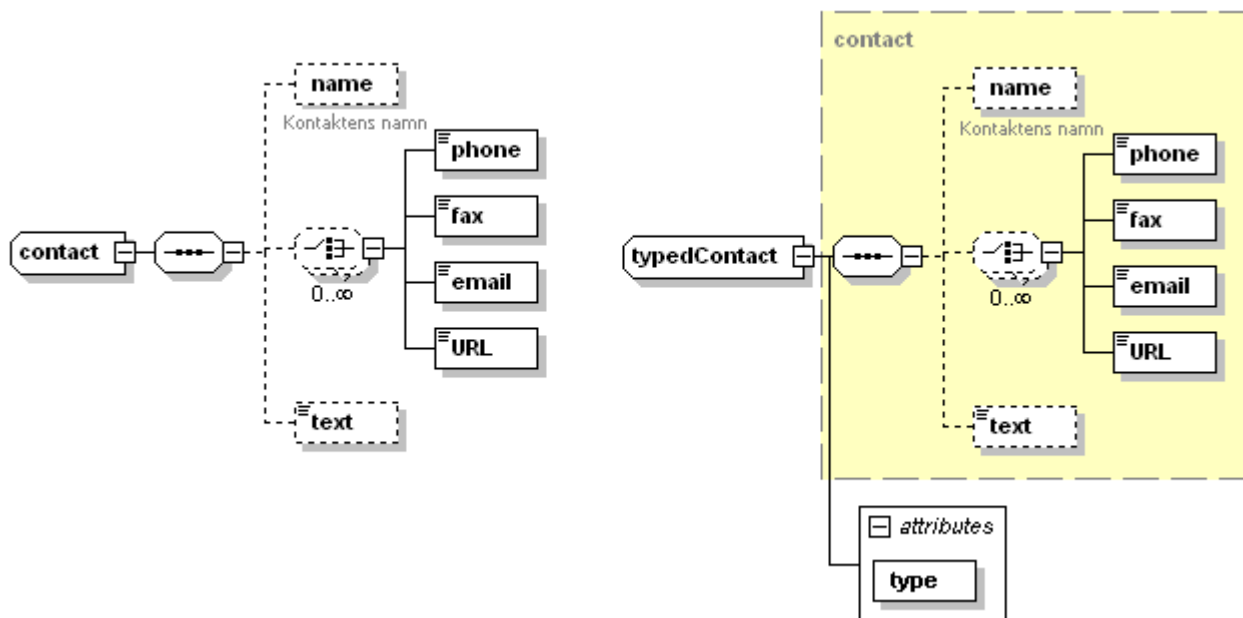 name
Kontaktens namn
phone
fax
contact
0..∞
email
URL
text
contact
name
Kontaktens namn
phone
fax
typedContact
0..∞
email
URL
text
attributes
type